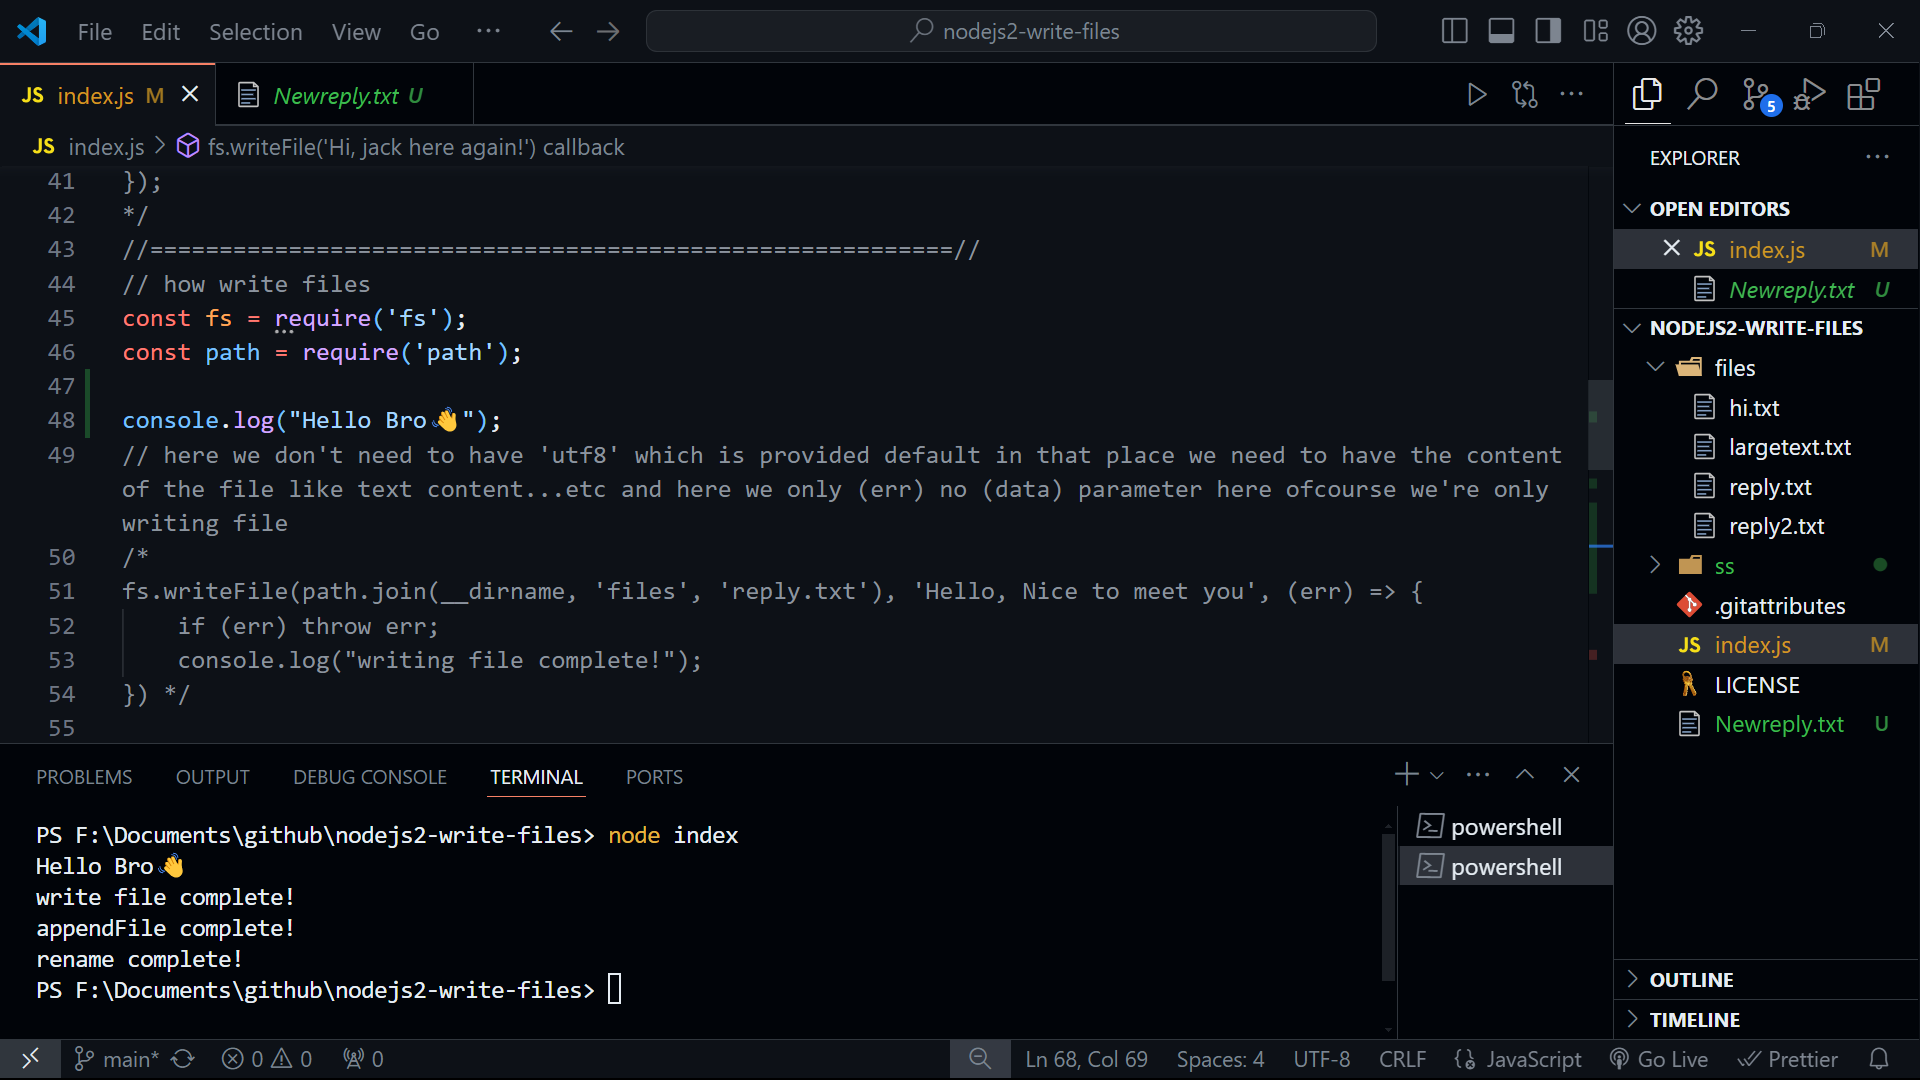 File Edit Selection View Go ··· nodejs2-write-files
JS index.js M Newreply.txt U
JS index.js > fs.writeFile('Hi, jack here again!') callback
41 });
42 */
43 //==========================================================//
44 // how write files
45 const fs = require('fs');
46 const path = require('path');
47
48 console.log("Hello Bro👋");
49 // here we don't need to have 'utf8' which is provided default in that place we need to have the content
of the file like text content...etc and here we only (err) no (data) parameter here ofcourse we're only
writing file
50 /*
51 fs.writeFile(path.join(__dirname, 'files', 'reply.txt'), 'Hello, Nice to meet you', (err) => {
52 if (err) throw err;
53 console.log("writing file complete!");
54 }) */
55
PROBLEMS OUTPUT DEBUG CONSOLE TERMINAL PORTS
PS F:\Documents\github\nodejs2-write-files> node index
Hello Bro👋
write file complete!
appendFile complete!
rename complete!
PS F:\Documents\github\nodejs2-write-files>
powershell
powershell
5
EXPLORER
OPEN EDITORS
JS index.js M
Newreply.txt U
NODEJS2-WRITE-FILES
files
hi.txt
largetext.txt
reply.txt
reply2.txt
ss
.gitattributes
JS index.js M
LICENSE
Newreply.txt U
OUTLINE
TIMELINE
main* 0 0 0 Ln 68, Col 69 Spaces: 4 UTF-8 CRLF JavaScript Go Live Prettier